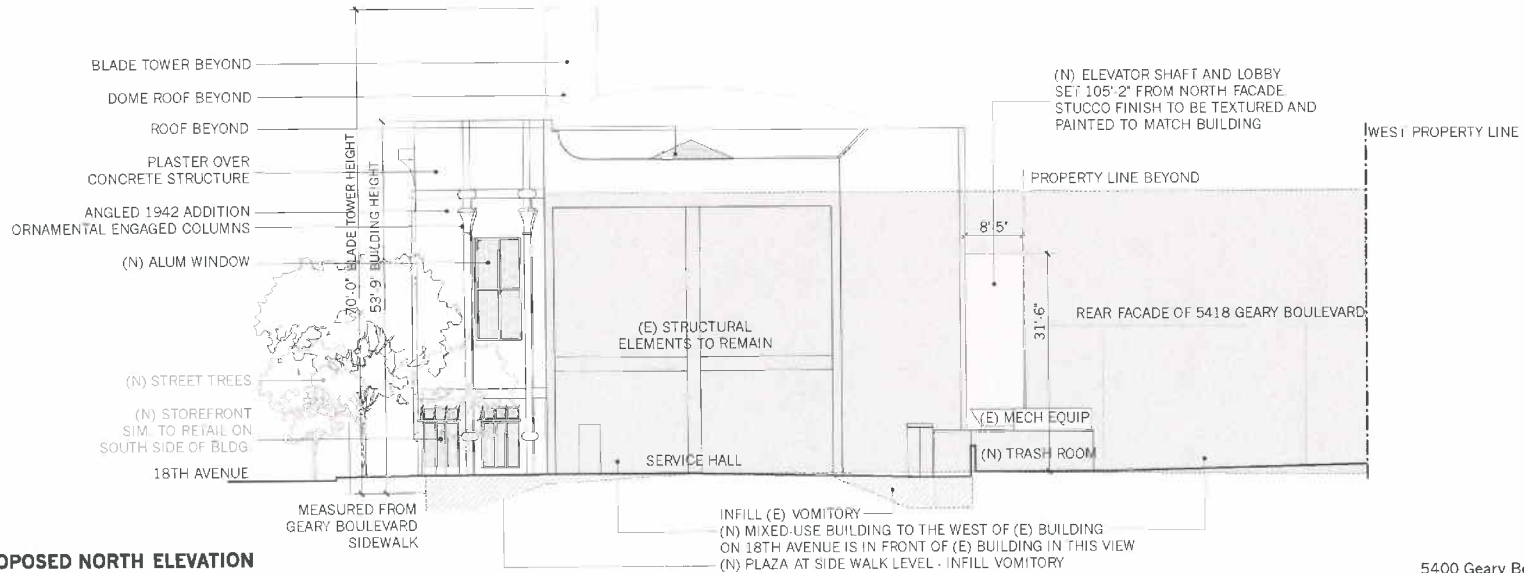 BLADE TOWER BEYOND
DOME ROOF BEYOND
ROOF BEYOND
PLASTER OVER
CONCRETE STRUCTURE
ANGLED 1942 ADDITION
ORNAMENTAL ENGAGED COLUMNS
(N) ALUM WINDOW
(N) STREET TREES
(N) STOREFRONT
SIM. TO RETAIL ON
SOUTH SIDE OF BLDG.
18TH AVENUE
70'-0" BLADE TOWER HEIGHT
53'-9" BUILDING HEIGHT
MEASURED FROM
GEARY BOULEVARD
SIDEWALK
(E) STRUCTURAL
ELEMENTS TO REMAIN
SERVICE HALL
(N) ELEVATOR SHAFT AND LOBBY
SET 105'-2" FROM NORTH FACADE.
STUCCO FINISH TO BE TEXTURED AND
PAINTED TO MATCH BUILDING
WEST PROPERTY LINE
PROPERTY LINE BEYOND
8'-5"
31'-6"
REAR FACADE OF 5418 GEARY BOULEVARD
(E) MECH EQUIP
(N) TRASH ROOM
INFILL (E) VOMITORY
(N) MIXED-USE BUILDING TO THE WEST OF (E) BUILDING
ON 18TH AVENUE IS IN FRONT OF (E) BUILDING IN THIS VIEW
(N) PLAZA AT SIDE WALK LEVEL - INFILL VOMITORY
OPOSED NORTH ELEVATION
5400 Geary Bo